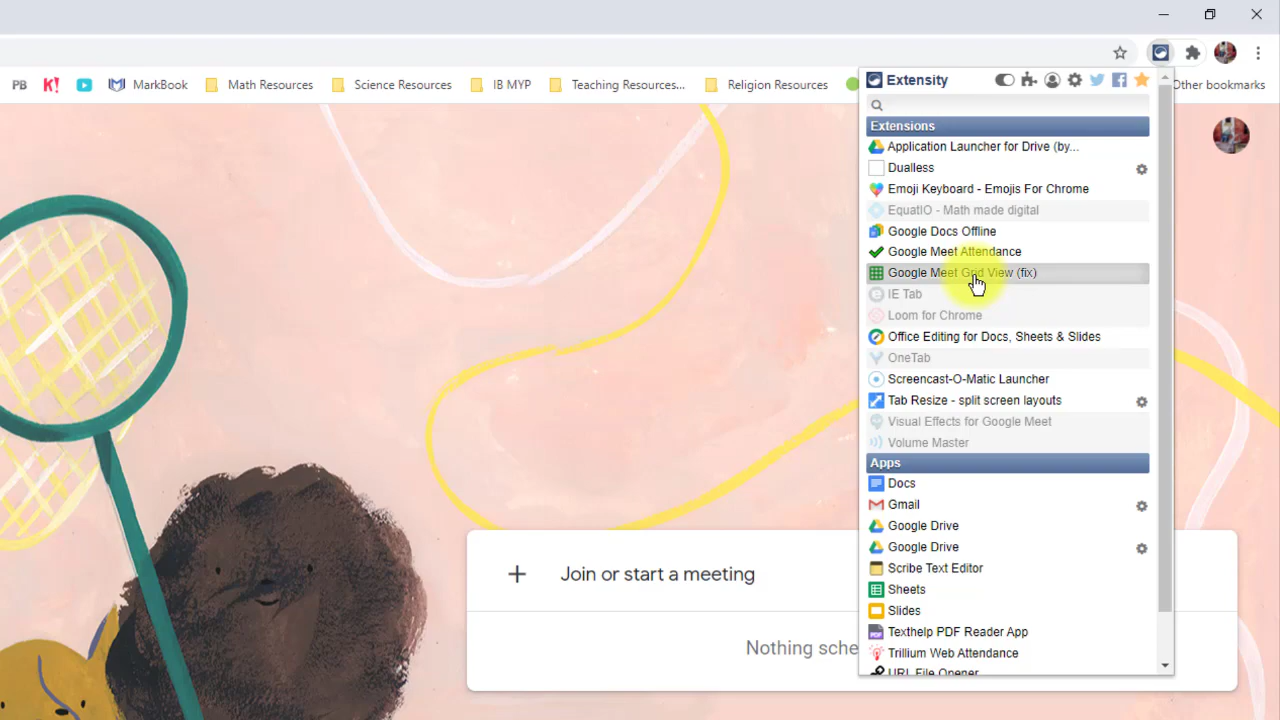 PB
K!
MarkBook
Math Resources
Science Resources
IB MYP
Teaching Resources...
Religion Resources
Other bookmarks
Extensity
Extensions
Application Launcher for Drive (by...
Dualless
Emoji Keyboard - Emojis For Chrome
EquatIO - Math made digital
Google Docs Offline
Google Meet Attendance
Google Meet Grid View (fix)
IE Tab
Loom for Chrome
Office Editing for Docs, Sheets & Slides
OneTab
Screencast-O-Matic Launcher
Tab Resize - split screen layouts
Visual Effects for Google Meet
Volume Master
Apps
Docs
Gmail
Google Drive
Google Drive
Scribe Text Editor
Sheets
Slides
Texthelp PDF Reader App
Trillium Web Attendance
URL File Opener
Join or start a meeting
Nothing sche